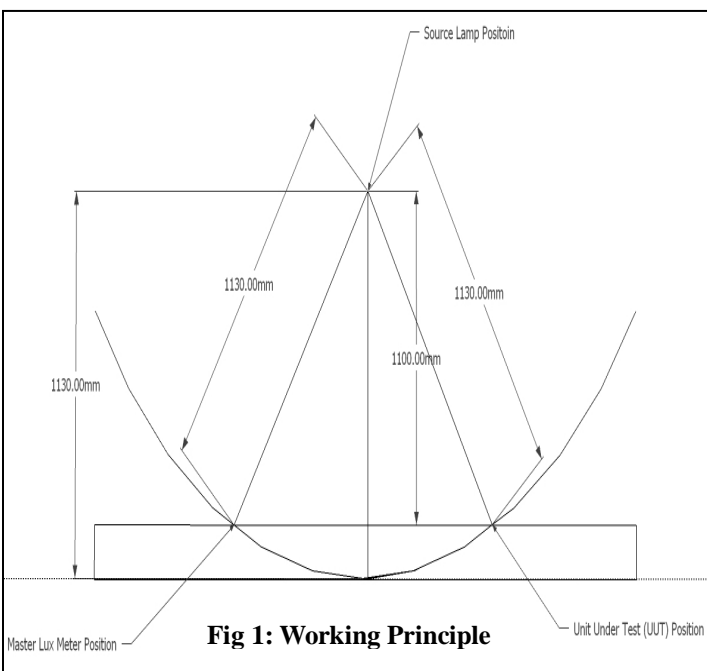 Source Lamp Positoin
1130.00mm
1130.00mm
1130.00mm
1100.00mm
Master Lux Meter Position
Fig 1: Working Principle
Unit Under Test (UUT) Position